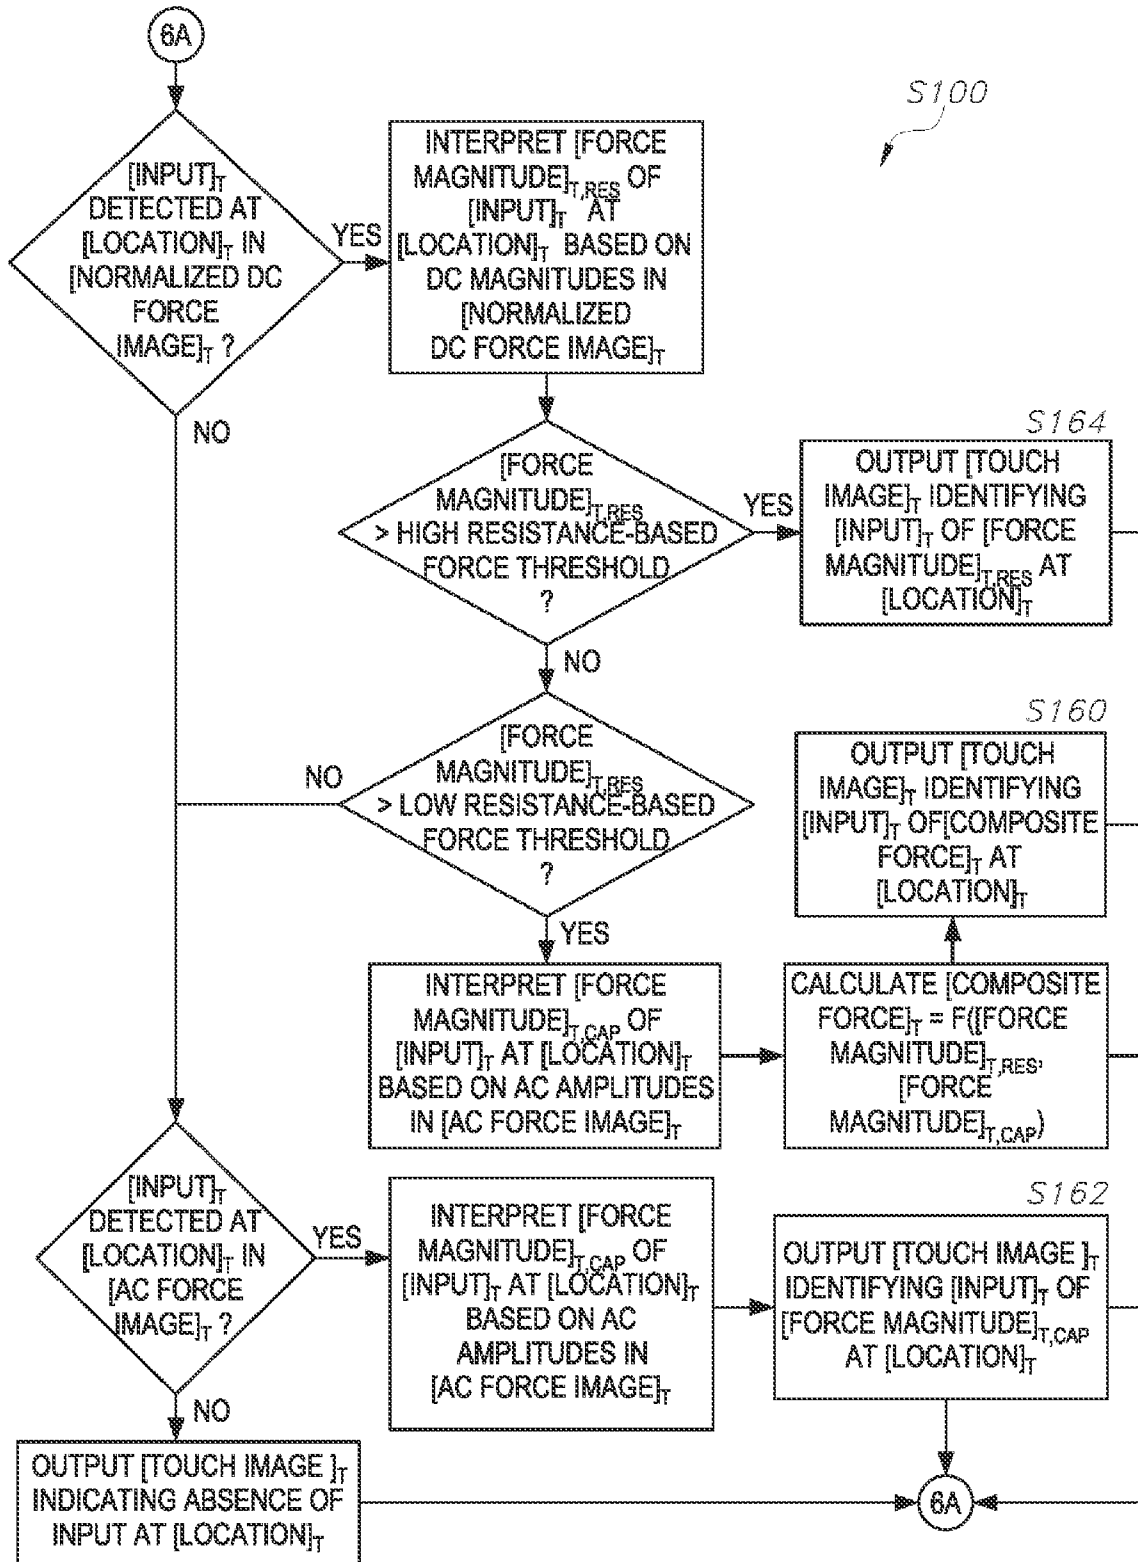 6A
S100
[INPUT]T
DETECTED AT
[LOCATION]T IN
[NORMALIZED DC
FORCE
IMAGE]T ?
YES
NO
INTERPRET [FORCE
MAGNITUDE]T,RES OF
[INPUT]T AT
[LOCATION]T BASED ON
DC MAGNITUDES IN
[NORMALIZED
DC FORCE IMAGE]T
[FORCE
MAGNITUDE]T,RES
> HIGH RESISTANCE-BASED
FORCE THRESHOLD
?
YES
NO
S164
OUTPUT [TOUCH
IMAGE]T IDENTIFYING
[INPUT]T OF [FORCE
MAGNITUDE]T,RES AT
[LOCATION]T
[FORCE
MAGNITUDE]T,RES
> LOW RESISTANCE-BASED
FORCE THRESHOLD
?
NO
YES
S160
OUTPUT [TOUCH
IMAGE]T IDENTIFYING
[INPUT]T OF[COMPOSITE
FORCE]T AT
[LOCATION]T
INTERPRET [FORCE
MAGNITUDE]T,CAP OF
[INPUT]T AT [LOCATION]T
BASED ON AC AMPLITUDES
IN [AC FORCE IMAGE]T
CALCULATE [COMPOSITE
FORCE]T = F([FORCE
MAGNITUDE]T,RES,
[FORCE
MAGNITUDE]T,CAP)
[INPUT]T
DETECTED AT
[LOCATION]T IN
[AC FORCE
IMAGE]T ?
YES
NO
INTERPRET [FORCE
MAGNITUDE]T,CAP OF
[INPUT]T AT [LOCATION]T
BASED ON AC
AMPLITUDES IN
[AC FORCE IMAGE]T
S162
OUTPUT [TOUCH IMAGE ]T
IDENTIFYING [INPUT]T OF
[FORCE MAGNITUDE]T,CAP
AT [LOCATION]T
OUTPUT [TOUCH IMAGE ]T
INDICATING ABSENCE OF
INPUT AT [LOCATION]T
6A